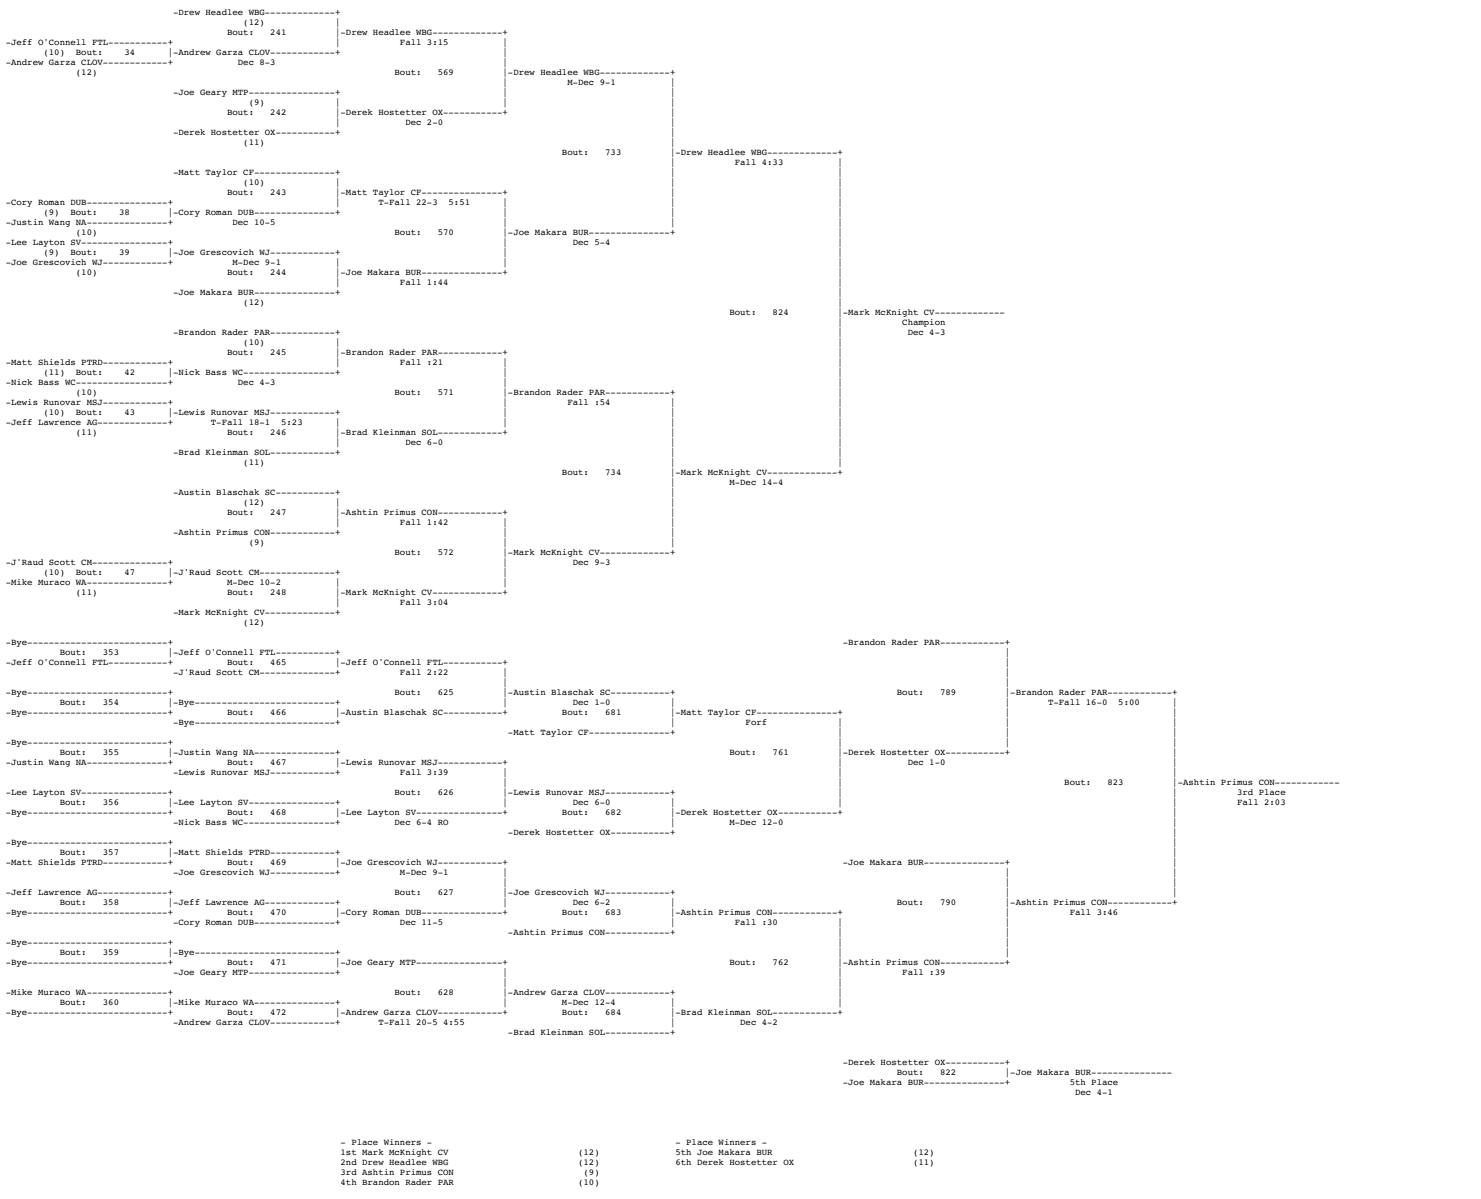 -Drew Headlee WBG-------------+
(12)
Bout: 241 |-Drew Headlee WBG-------------+
-Jeff O'Connell FTL-----------+ | Fall 3:15 |
(10) Bout: 34 |-Andrew Garza CLOV------------+ |
-Andrew Garza CLOV------------+ Dec 8-3 |
(12) Bout: 569 |-Drew Headlee WBG-------------+
| M-Dec 9-1 |
-Joe Geary MTP----------------+ | |
(9) | | |
Bout: 242 |-Derek Hostetter OX-----------+ |
| Dec 2-0 |
-Derek Hostetter OX-----------+ |
(11) |
Bout: 733 |-Drew Headlee WBG-------------+
| Fall 4:33 |
-Matt Taylor CF---------------+ | |
(10) | | |
Bout: 243 |-Matt Taylor CF---------------+ | |
-Cory Roman DUB---------------+ | T-Fall 22-3 5:51 | | |
(9) Bout: 38 |-Cory Roman DUB---------------+ | | |
-Justin Wang NA---------------+ Dec 10-5 | | |
(10) Bout: 570 |-Joe Makara BUR---------------+ |
-Lee Layton SV----------------+ | Dec 5-4 |
(9) Bout: 39 |-Joe Grescovich WJ------------+ | |
-Joe Grescovich WJ------------+ M-Dec 9-1 | | |
(10) Bout: 244 |-Joe Makara BUR---------------+ |
| Fall 1:44 |
-Joe Makara BUR---------------+ |
(12) |
Bout: 824 |-Mark McKnight CV-------------
| Champion
-Brandon Rader PAR------------+ | Dec 4-3
(10) | |
Bout: 245 |-Brandon Rader PAR------------+ |
-Matt Shields PTRD------------+ | Fall :21 | |
(11) Bout: 42 |-Nick Bass WC-----------------+ | |
-Nick Bass WC-----------------+ Dec 4-3 | |
(10) Bout: 571 |-Brandon Rader PAR------------+ |
-Lewis Runovar MSJ------------+ | Fall :54 | |
(10) Bout: 43 |-Lewis Runovar MSJ------------+ | | |
-Jeff Lawrence AG-------------+ T-Fall 18-1 5:23 | | | |
(11) Bout: 246 |-Brad Kleinman SOL------------+ | |
| Dec 6-0 | |
-Brad Kleinman SOL------------+ | |
(11) | |
Bout: 734 |-Mark McKnight CV-------------+
| M-Dec 14-4
-Austin Blaschak SC-----------+ |
(12) | |
Bout: 247 |-Ashtin Primus CON------------+ |
| Fall 1:42 | |
-Ashtin Primus CON------------+ | |
(9) | |
Bout: 572 |-Mark McKnight CV-------------+
-J'Raud Scott CM--------------+ | Dec 9-3
(10) Bout: 47 |-J'Raud Scott CM--------------+ |
-Mike Muraco WA---------------+ M-Dec 10-2 | |
(11) Bout: 248 |-Mark McKnight CV-------------+
| Fall 3:04
-Mark McKnight CV-------------+
(12)
-Bye--------------------------+ -Brandon Rader PAR------------+
Bout: 353 |-Jeff O'Connell FTL-----------+ |
-Jeff O'Connell FTL-----------+ Bout: 465 |-Jeff O'Connell FTL-----------+ |
-J'Raud Scott CM--------------+ Fall 2:22 | |
-Bye--------------------------+ Bout: 625 |-Austin Blaschak SC-----------+ Bout: 789 |-Brandon Rader PAR------------+
Bout: 354 |-Bye--------------------------+ | Dec 1-0 | | T-Fall 16-0 5:00 |
-Bye--------------------------+ Bout: 466 |-Austin Blaschak SC-----------+ Bout: 681 |-Matt Taylor CF---------------+ | |
-Bye--------------------------+ | Forf | | |
-Matt Taylor CF---------------+ | | |
-Bye--------------------------+ | | |
Bout: 355 |-Justin Wang NA---------------+ Bout: 761 |-Derek Hostetter OX-----------+ |
-Justin Wang NA---------------+ Bout: 467 |-Lewis Runovar MSJ------------+ | Dec 1-0 |
-Lewis Runovar MSJ------------+ Fall 3:39 | | |
Bout: 823 |-Ashtin Primus CON------------
-Lee Layton SV----------------+ Bout: 626 |-Lewis Runovar MSJ------------+ | | 3rd Place
Bout: 356 |-Lee Layton SV----------------+ | Dec 6-0 | | | Fall 2:03
-Bye--------------------------+ Bout: 468 |-Lee Layton SV----------------+ Bout: 682 |-Derek Hostetter OX-----------+ |
-Nick Bass WC-----------------+ Dec 6-4 RO | M-Dec 12-0 |
-Derek Hostetter OX-----------+ |
-Bye--------------------------+ |
Bout: 357 |-Matt Shields PTRD------------+ |
-Matt Shields PTRD------------+ Bout: 469 |-Joe Grescovich WJ------------+ -Joe Makara BUR---------------+ |
-Joe Grescovich WJ------------+ M-Dec 9-1 | | |
-Jeff Lawrence AG-------------+ Bout: 627 |-Joe Grescovich WJ------------+ | |
Bout: 358 |-Jeff Lawrence AG-------------+ | Dec 6-2 | Bout: 790 |-Ashtin Primus CON------------+
-Bye--------------------------+ Bout: 470 |-Cory Roman DUB---------------+ Bout: 683 |-Ashtin Primus CON------------+ | Fall 3:46
-Cory Roman DUB---------------+ Dec 11-5 | Fall :30 | |
-Ashtin Primus CON------------+ | |
-Bye--------------------------+ | |
Bout: 359 |-Bye--------------------------+ | |
-Bye--------------------------+ Bout: 471 |-Joe Geary MTP----------------+ Bout: 762 |-Ashtin Primus CON------------+
-Joe Geary MTP----------------+ | | Fall :39
-Mike Muraco WA---------------+ Bout: 628 |-Andrew Garza CLOV------------+ |
Bout: 360 |-Mike Muraco WA---------------+ | M-Dec 12-4 | |
-Bye--------------------------+ Bout: 472 |-Andrew Garza CLOV------------+ Bout: 684 |-Brad Kleinman SOL------------+
-Andrew Garza CLOV------------+ T-Fall 20-5 4:55 | Dec 4-2
-Brad Kleinman SOL------------+
-Derek Hostetter OX-----------+
Bout: 822 |-Joe Makara BUR---------------
-Joe Makara BUR---------------+ 5th Place
Dec 4-1
- Place Winners - - Place Winners -
1st Mark McKnight CV (12) 5th Joe Makara BUR (12)
2nd Drew Headlee WBG (12) 6th Derek Hostetter OX (11)
3rd Ashtin Primus CON (9)
4th Brandon Rader PAR (10)